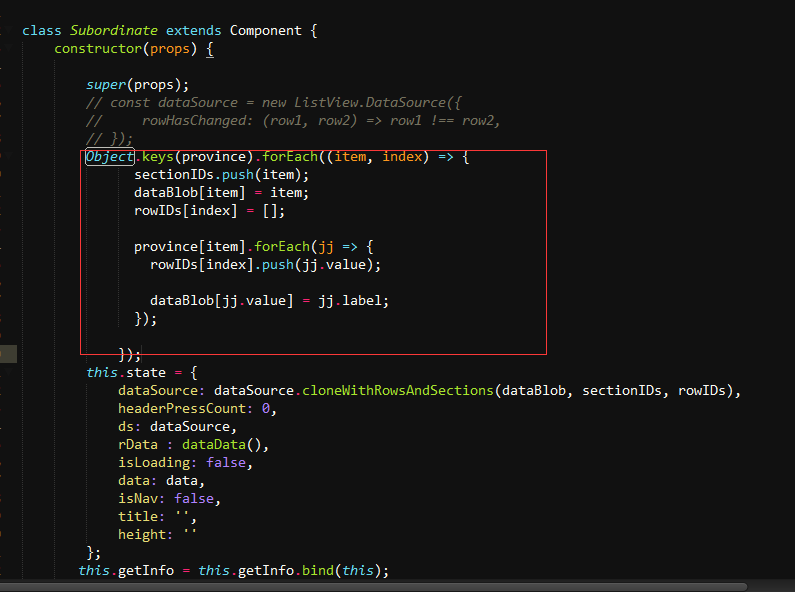 class Subordinate extends Component {
constructor(props) {
super(props);
// const dataSource = new ListView.DataSource({
//     rowHasChanged: (row1, row2) => row1 !== row2,
// });
Object.keys(province).forEach((item, index) => {
sectionIDs.push(item);
dataBlob[item] = item;
rowIDs[index] = [];
province[item].forEach(jj => {
rowIDs[index].push(jj.value);
dataBlob[jj.value] = jj.label;
});
});
this.state = {
dataSource: dataSource.cloneWithRowsAndSections(dataBlob, sectionIDs, rowIDs),
headerPressCount: 0,
ds: dataSource,
rData : dataData(),
isLoading: false,
data: data,
isNav: false,
title: '',
height: ''
};
this.getInfo = this.getInfo.bind(this);